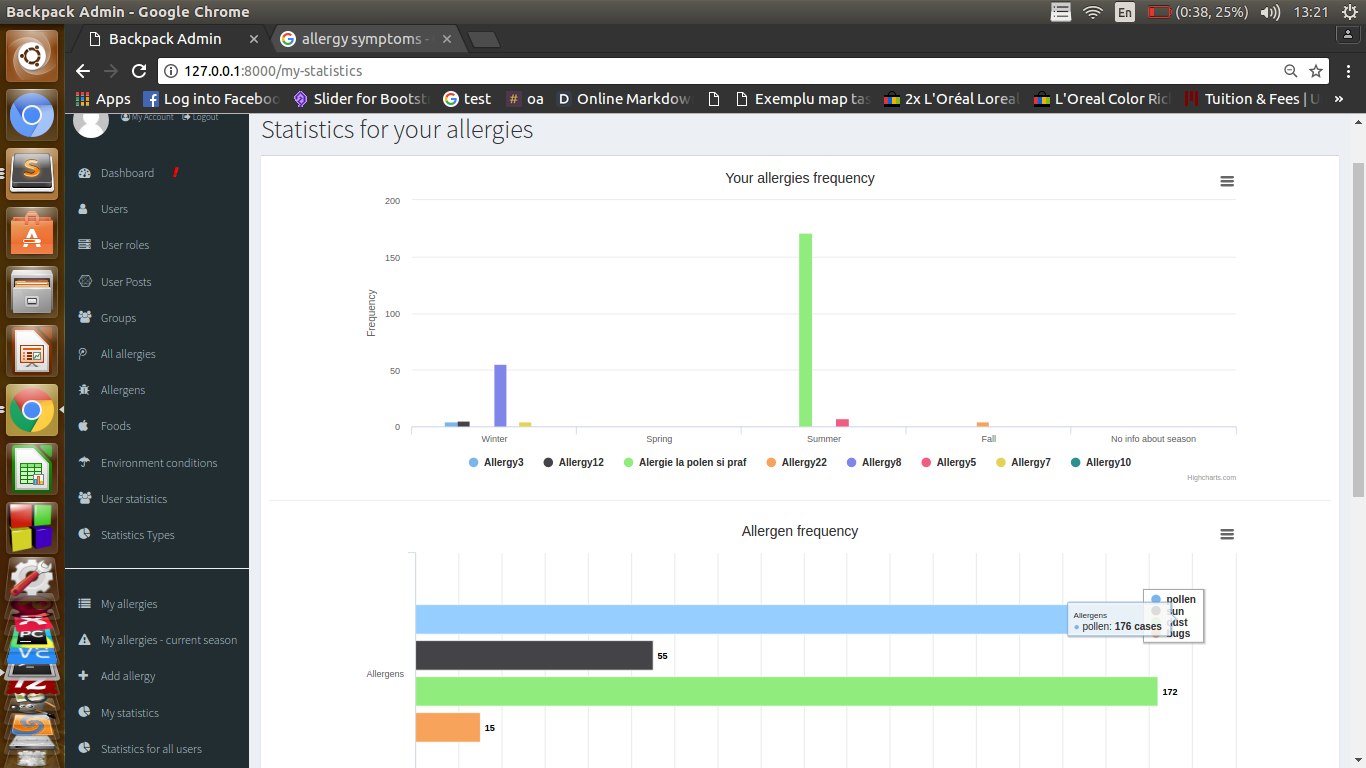 Backpack Admin - Google Chrome
En
(0:38, 25%)
13:21
Backpack Admin
allergy symptoms -
127.0.0.1:8000/my-statistics
Apps
Log into Faceboo
Slider for Bootst
test
# oa
D Online Markdow
Exemplu map tas
2x L'Oréal Loreal
L'Oreal Color Ric
Tuition & Fees | U
»
My Account
Logout
Dashboard
Users
User roles
User Posts
Groups
All allergies
Allergens
Foods
Environment conditions
User statistics
Statistics Types
My allergies
My allergies - current season
Add allergy
My statistics
Statistics for all users
Statistics for your allergies
Your allergies frequency
200
150
100
50
0
Frequency
Winter Spring Summer Fall No info about season
Allergy3 Allergy12 Alergie la polen si praf Allergy22 Allergy8 Allergy5 Allergy7 Allergy10
Highcharts.com
Allergen frequency
pollen
sun
dust
bugs
Allergens
pollen: 176 cases
55
Allergens
172
15